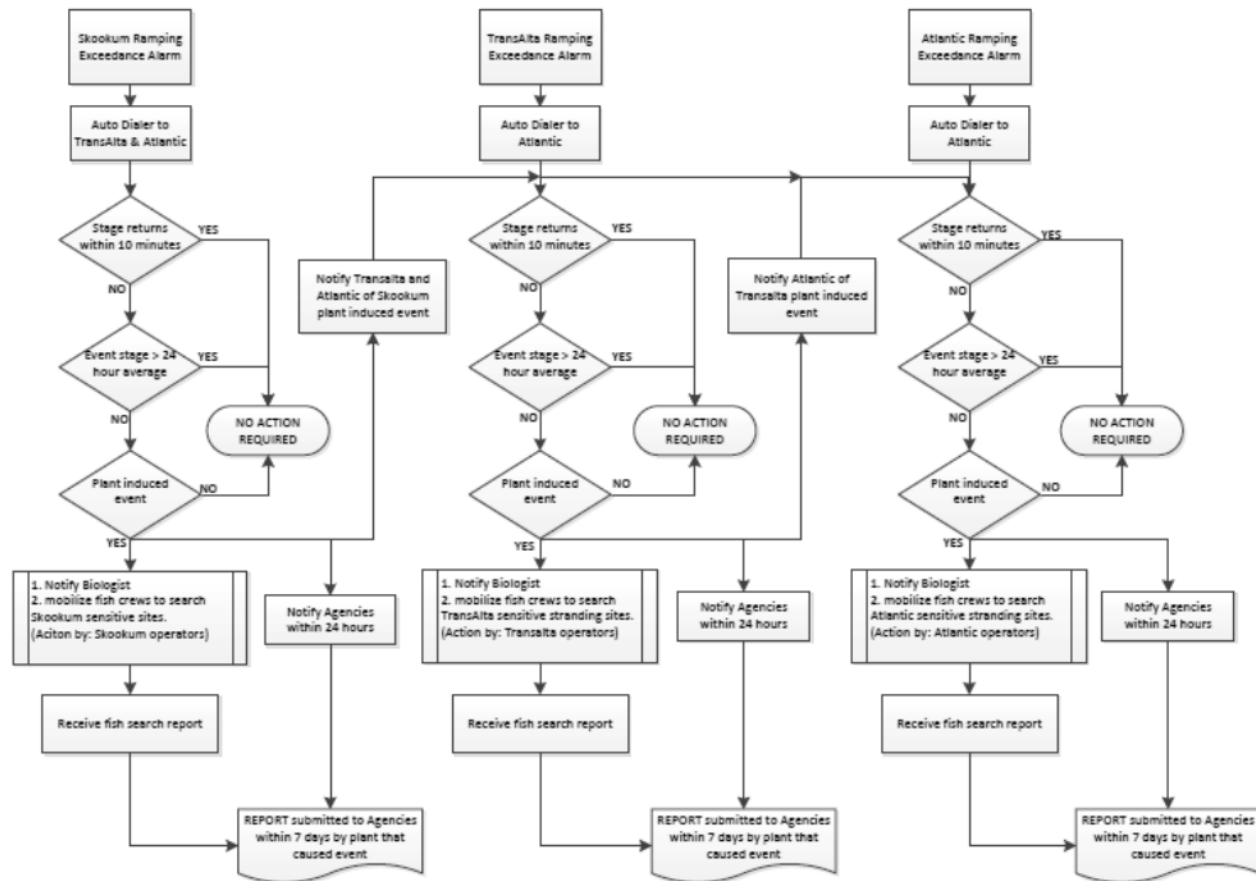 Skookum Ramping
Exceedance Alarm
Auto Dialer to
TransAlta & Atlantic
Stage returns
within 10 minutes
YES
NO
Event stage > 24
hour average
YES
NO
NO ACTION
REQUIRED
Plant induced
event
NO
YES
1. Notify Biologist
2. mobilize fish crews to search
Skookum sensitive sites.
(Aciton by: Skookum operators)
Notify Agencies
within 24 hours
Receive fish search report
REPORT submitted to Agencies
within 7 days by plant that
caused event
Notify Transalta and
Atlantic of Skookum
plant induced event
TransAlta Ramping
Exceedance Alarm
Auto Dialer to
Atlantic
Stage returns
within 10 minutes
YES
NO
Event stage > 24
hour average
YES
NO
NO ACTION
REQUIRED
Plant induced
event
NO
YES
1. Notify Biologist
2. mobilize fish crews to search
TransAlta sensitive stranding sites.
(Action by: Transalta operators)
Notify Agencies
within 24 hours
Receive fish search report
REPORT submitted to Agencies
within 7 days by plant that
caused event
Notify Atlantic of
Transalta plant induced
event
Atlantic Ramping
Exceedance Alarm
Auto Dialer to
Atlantic
Stage returns
within 10 minutes
YES
NO
Event stage > 24
hour average
YES
NO
NO ACTION
REQUIRED
Plant induced
event
NO
YES
1. Notify Biologist
2. mobilize fish crews to search
Atlantic sensitive stranding sites.
(Action by: Atlantic operators)
Notify Agencies
within 24 hours
Receive fish search report
REPORT submitted to Agencies
within 7 days by plant that
caused event